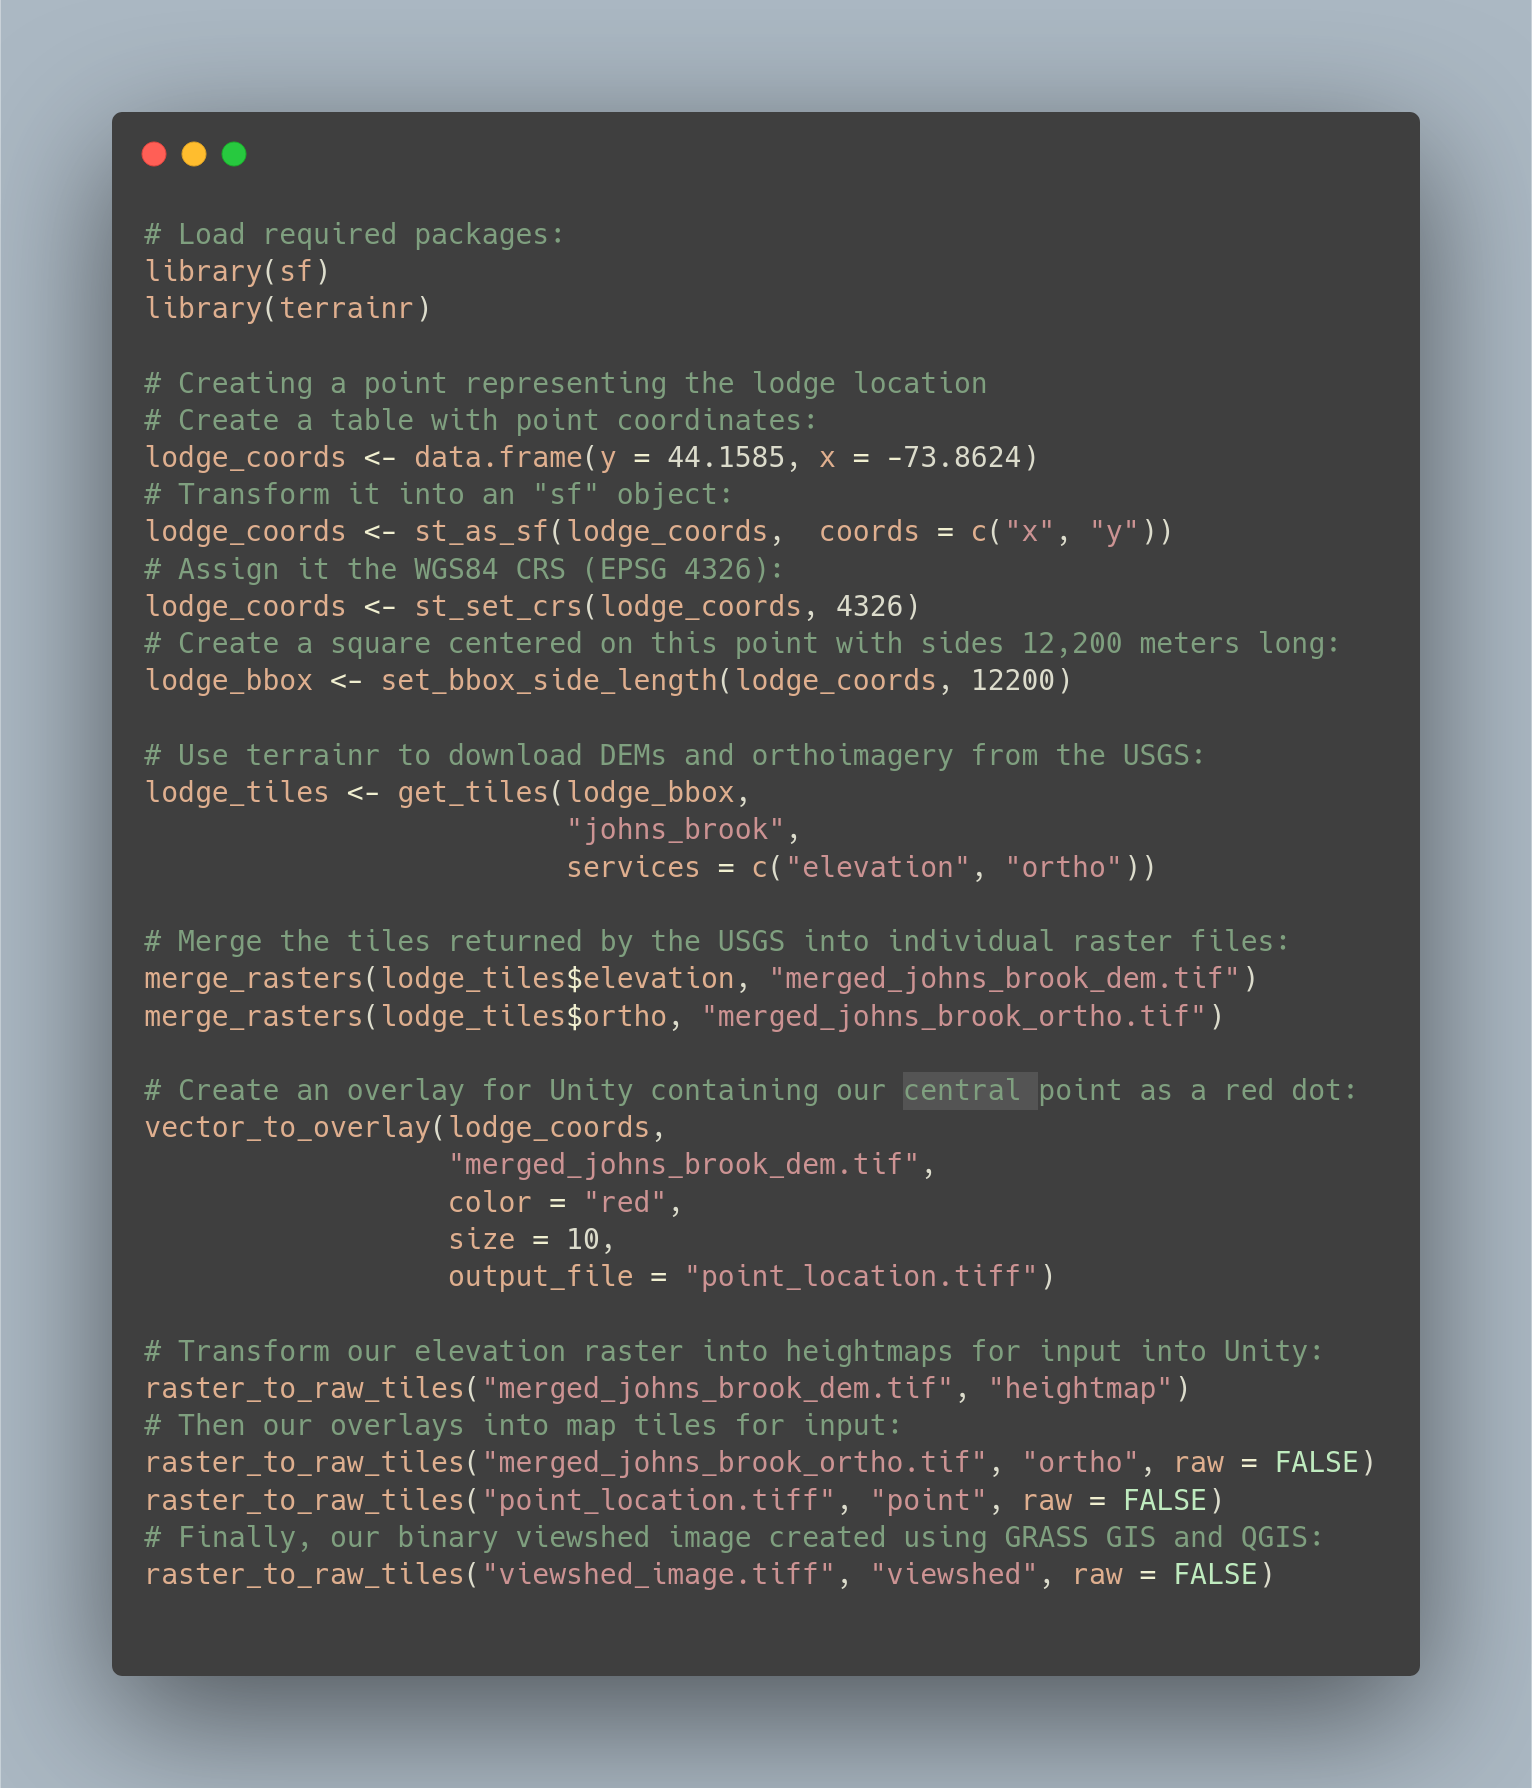 # Load required packages:
library(sf)
library(terrainr)

# Creating a point representing the lodge location
# Create a table with point coordinates:
lodge_coords <- data.frame(y = 44.1585, x = -73.8624)
# Transform it into an "sf" object:
lodge_coords <- st_as_sf(lodge_coords,  coords = c("x", "y"))
# Assign it the WGS84 CRS (EPSG 4326):
lodge_coords <- st_set_crs(lodge_coords, 4326)
# Create a square centered on this point with sides 12,200 meters long:
lodge_bbox <- set_bbox_side_length(lodge_coords, 12200)

# Use terrainr to download DEMs and orthoimagery from the USGS:
lodge_tiles <- get_tiles(lodge_bbox,
                         "johns_brook",
                         services = c("elevation", "ortho"))

# Merge the tiles returned by the USGS into individual raster files:
merge_rasters(lodge_tiles$elevation, "merged_johns_brook_dem.tif")
merge_rasters(lodge_tiles$ortho, "merged_johns_brook_ortho.tif")

# Create an overlay for Unity containing our central point as a red dot:
vector_to_overlay(lodge_coords,
                  "merged_johns_brook_dem.tif",
                  color = "red",
                  size = 10,
                  output_file = "point_location.tiff")

# Transform our elevation raster into heightmaps for input into Unity:
raster_to_raw_tiles("merged_johns_brook_dem.tif", "heightmap")
# Then our overlays into map tiles for input:
raster_to_raw_tiles("merged_johns_brook_ortho.tif", "ortho", raw = FALSE)
raster_to_raw_tiles("point_location.tiff", "point", raw = FALSE)
# Finally, our binary viewshed image created using GRASS GIS and QGIS:
raster_to_raw_tiles("viewshed_image.tiff", "viewshed", raw = FALSE)